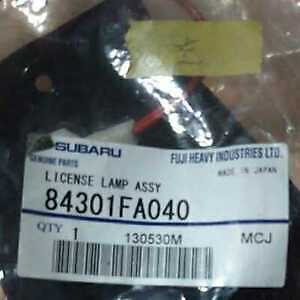 SUBARU
GENUINE PARTS
FUJI HEAVY INDUSTRIES LTD.
MADE IN JAPAN
LICENSE LAMP ASSY
84301FA040
QTY 1 130530M MCJ